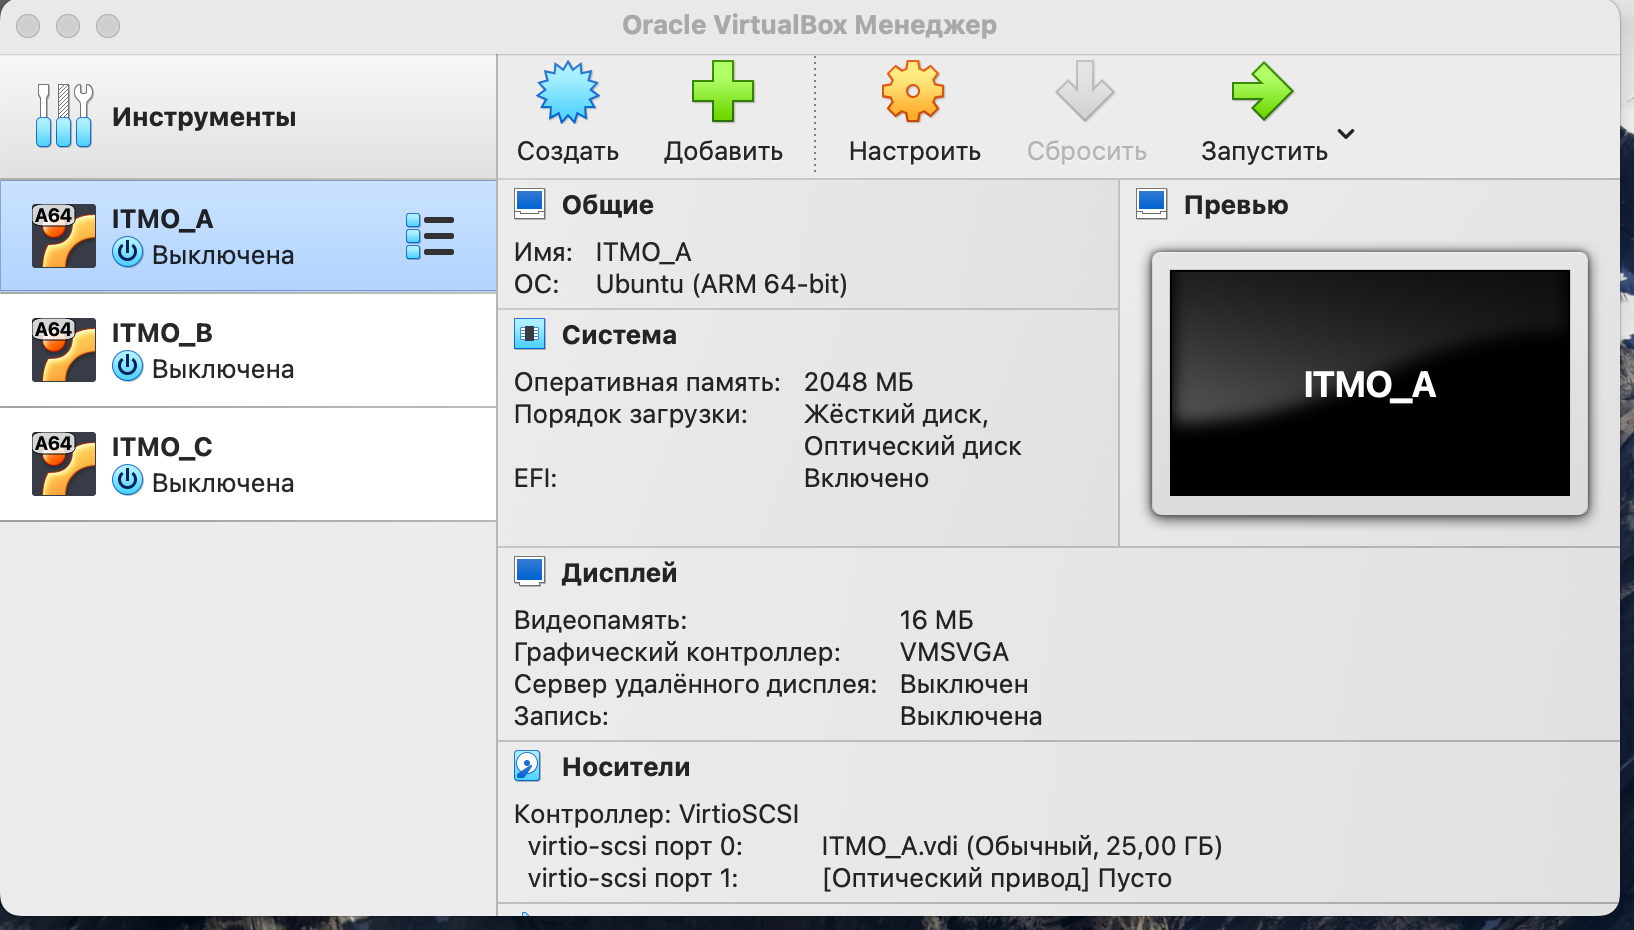 Oracle VirtualBox Менеджер
Инструменты
Создать
Добавить
Настроить
Сбросить
Запустить
A64
ITMO_A
Выключена
A64
ITMO_B
Выключена
A64
ITMO_C
Выключена
Общие
Имя: ITMO_A
ОС: Ubuntu (ARM 64-bit)
Система
Оперативная память: 2048 МБ
Порядок загрузки: Жёсткий диск,
Оптический диск
EFI: Включено
Превью
ITMO_A
Дисплей
Видеопамять: 16 МБ
Графический контроллер: VMSVGA
Сервер удалённого дисплея: Выключен
Запись: Выключена
Носители
Контроллер: VirtioSCSI
virtio-scsi порт 0: ITMO_A.vdi (Обычный, 25,00 ГБ)
virtio-scsi порт 1: [Оптический привод] Пусто